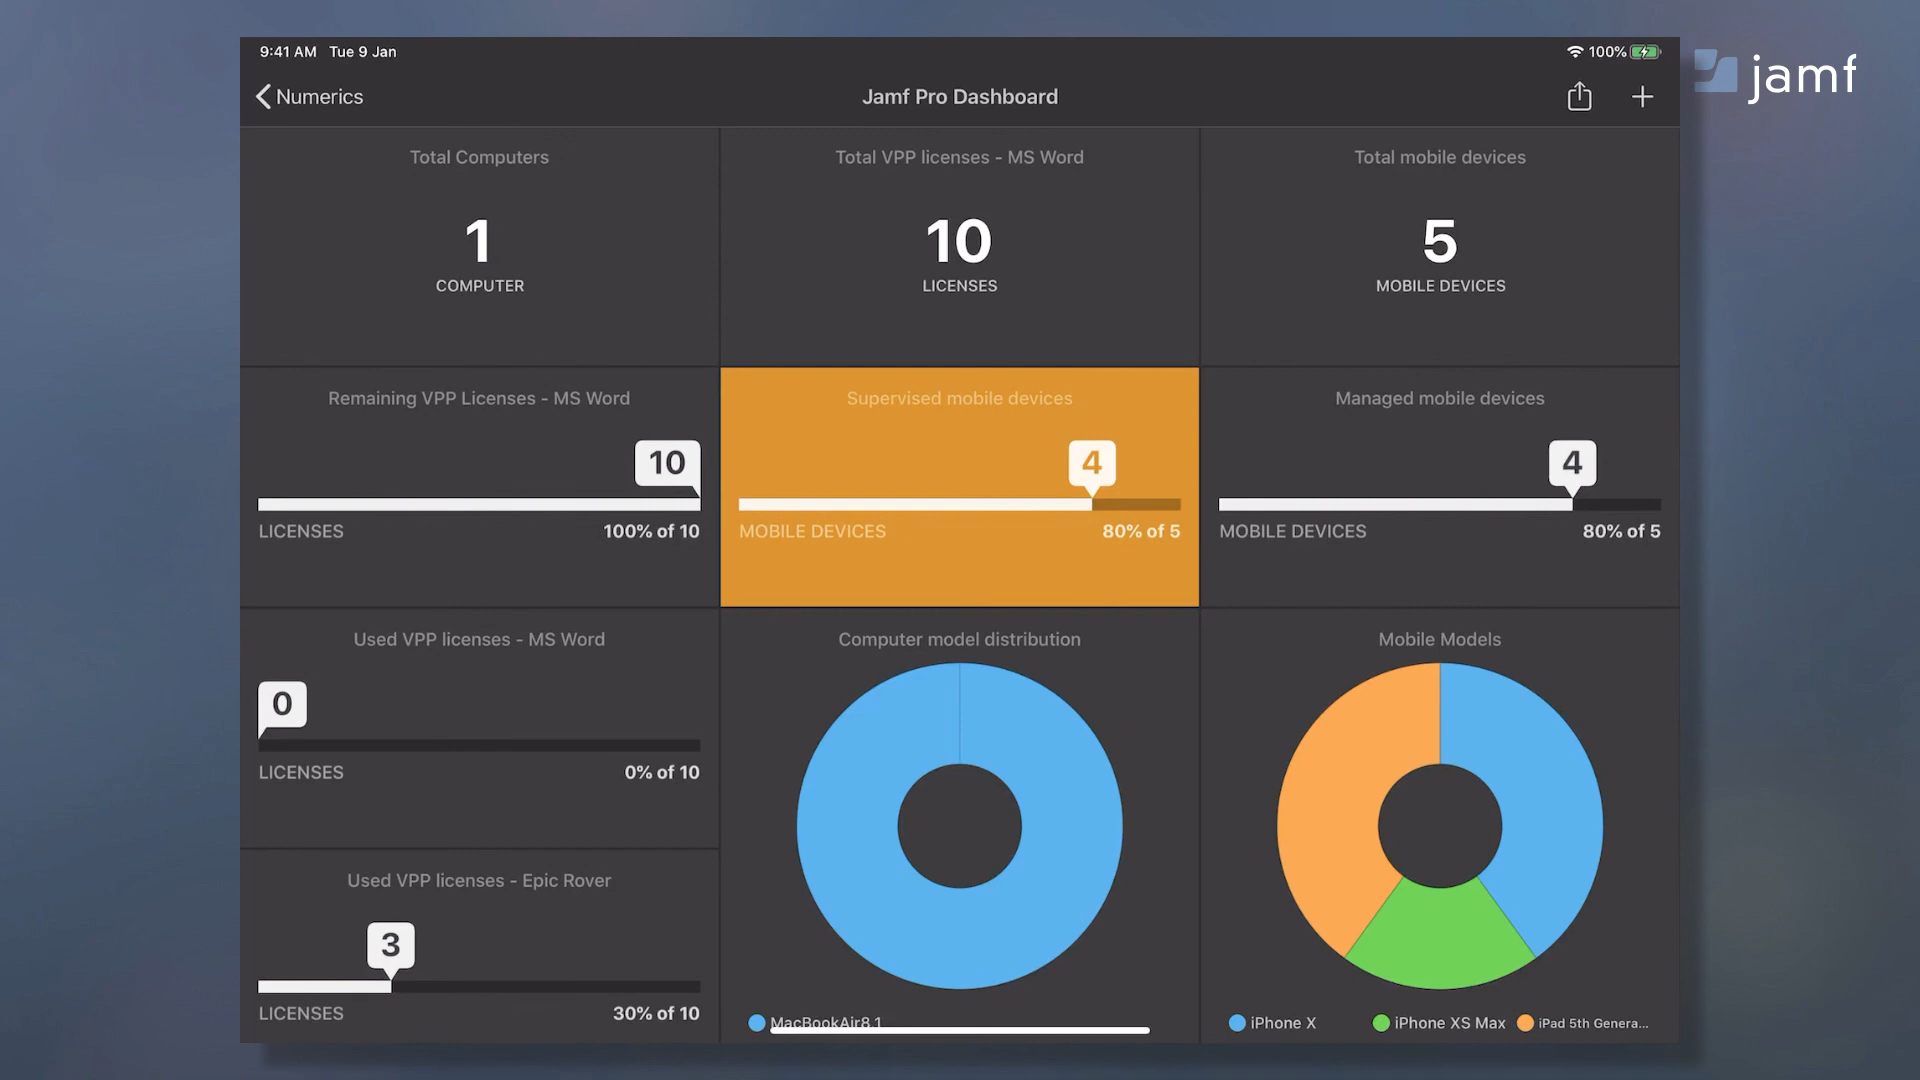 9:41 AM Tue 9 Jan
100%
jamf
Numerics
Jamf Pro Dashboard
Total Computers
1
COMPUTER
Total VPP licenses - MS Word
10
LICENSES
Total mobile devices
5
MOBILE DEVICES
Remaining VPP Licenses - MS Word
10
LICENSES 100% of 10
Supervised mobile devices
4
MOBILE DEVICES 80% of 5
Managed mobile devices
4
MOBILE DEVICES 80% of 5
Used VPP licenses - MS Word
0
LICENSES 0% of 10
Used VPP licenses - Epic Rover
3
LICENSES 30% of 10
Computer model distribution
MacBookAir8,1
Mobile Models
iPhone X iPhone XS Max iPad 5th Genera...